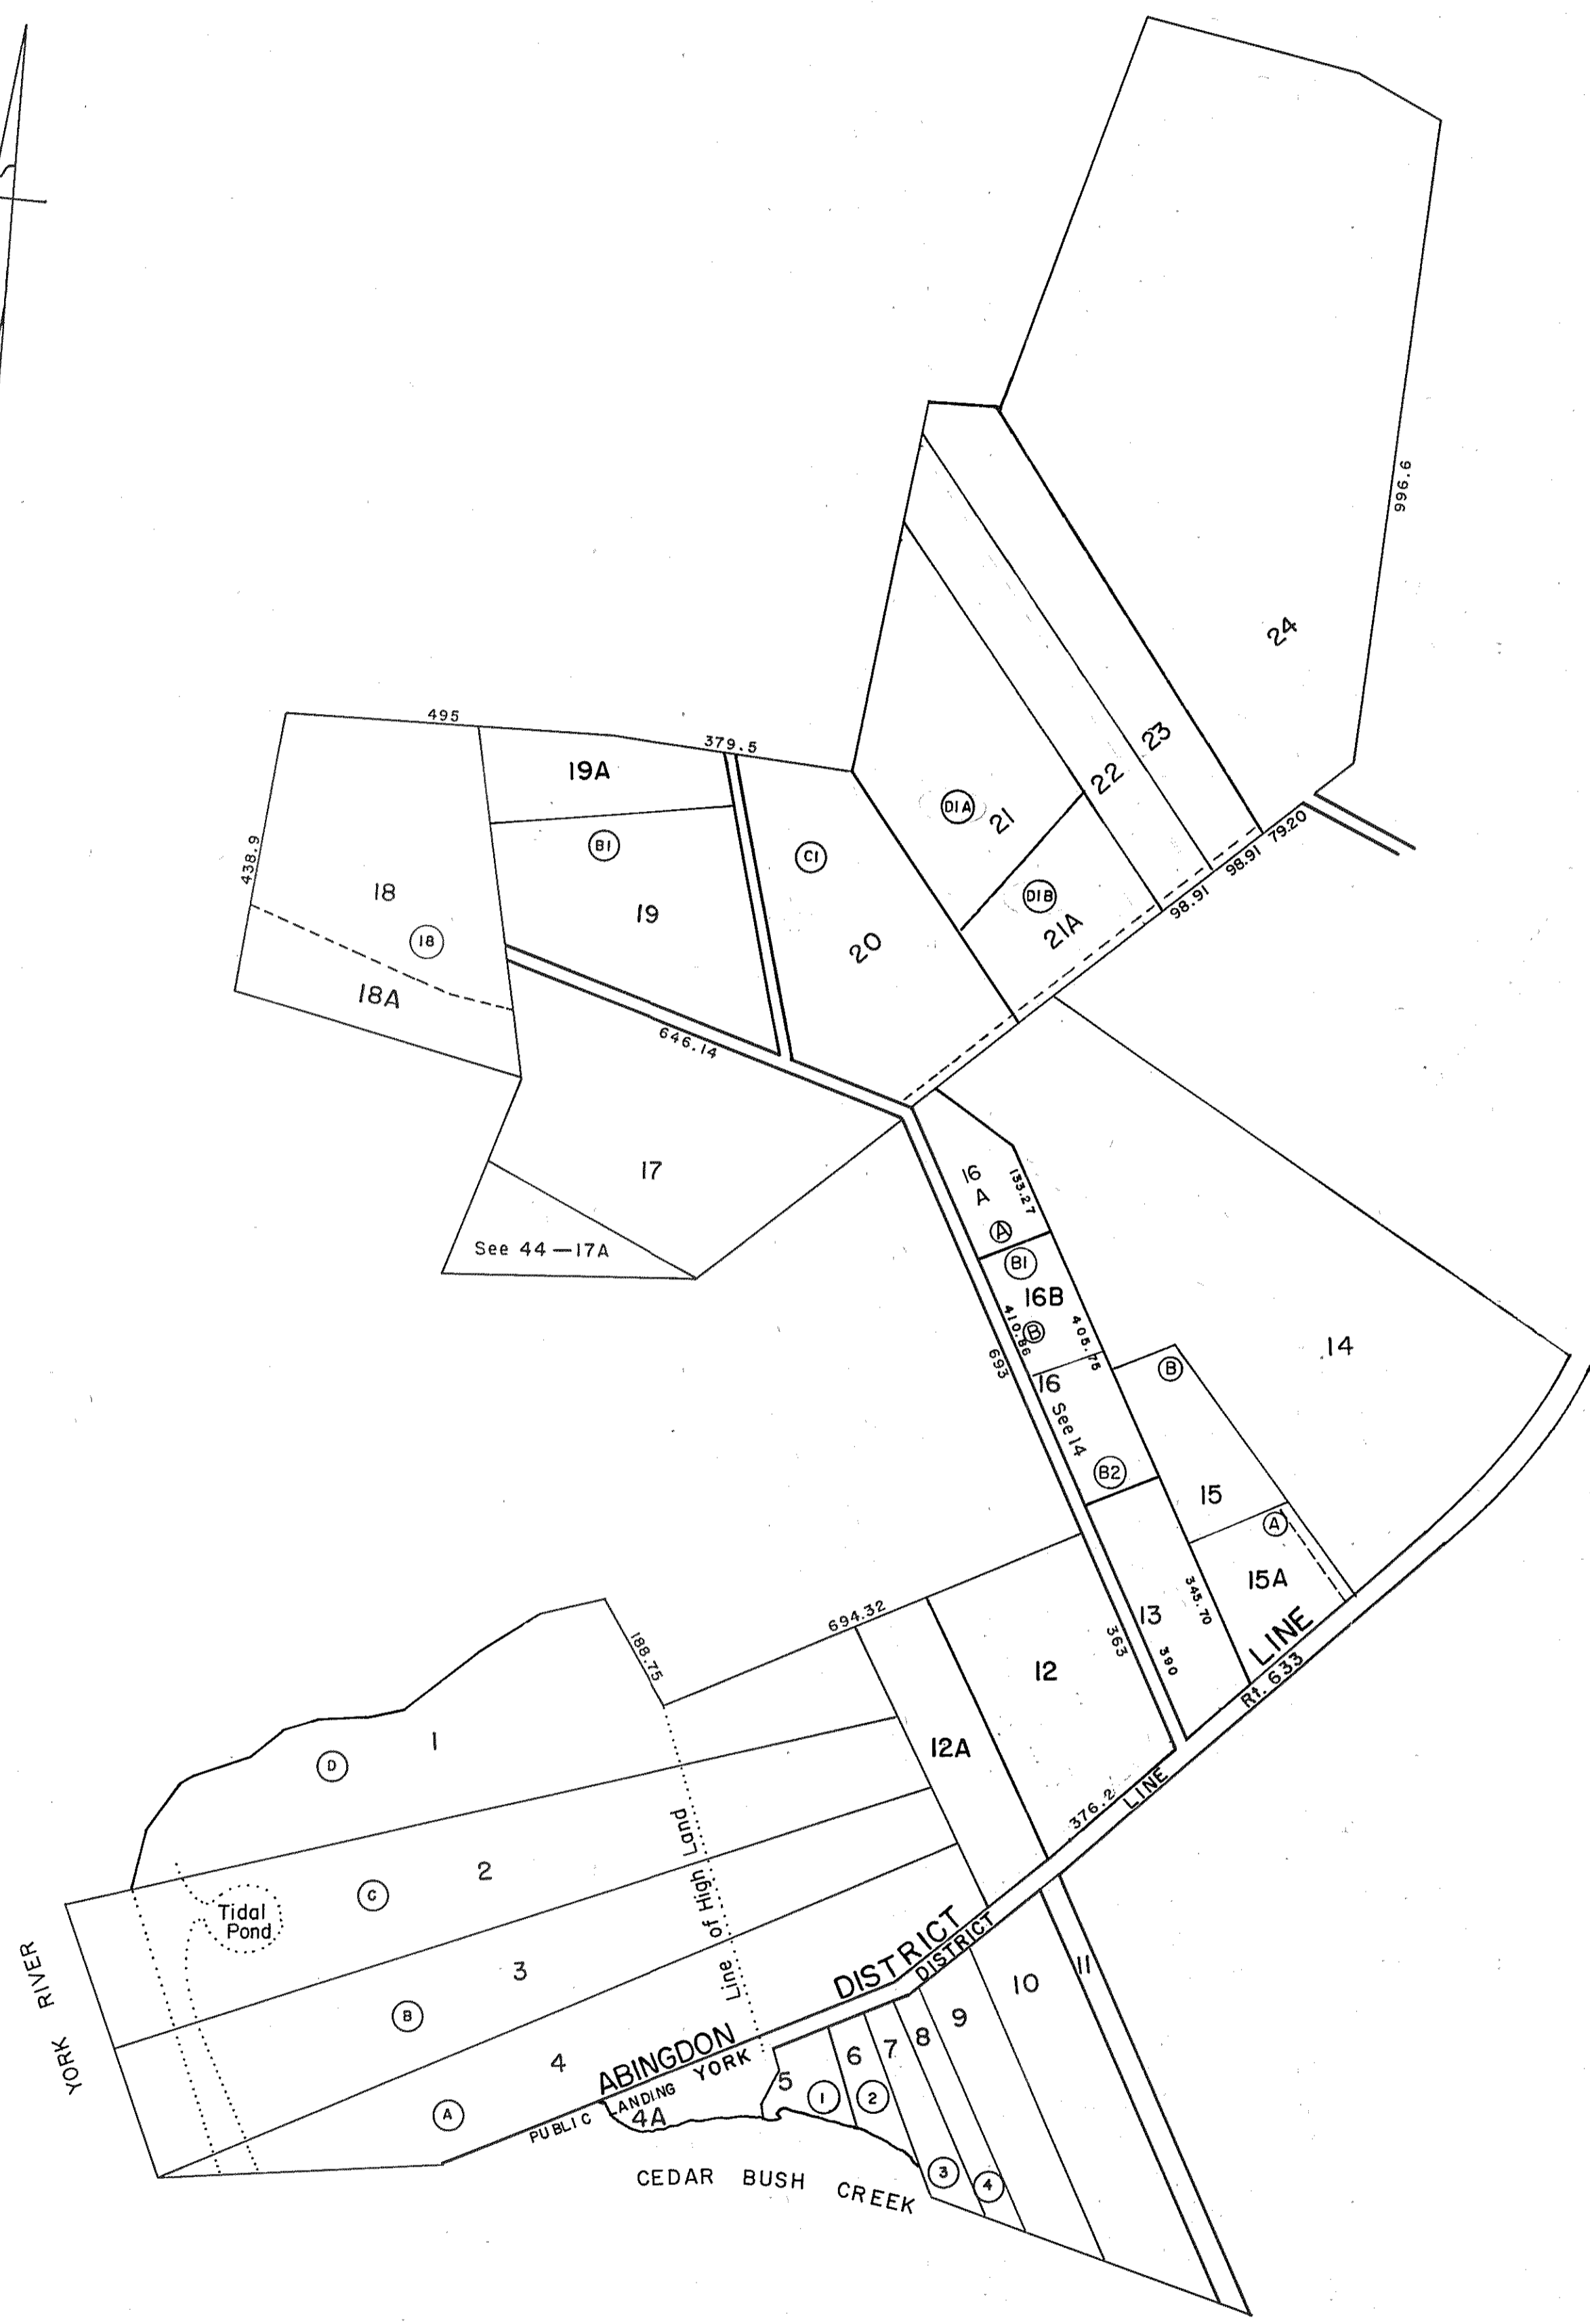 996.6
24
495
379.5
19A
23
22
D1A
21
79.20
98.91
98.91
438.9
B1
C1
18
19
D1B
21A
20
18
18A
646.14
17
16
A
133.27
A
See 44-17A
B1
16B
410.86
B
405.75
693
14
B
16
See 14
B2
15
A
15A
345.70
13
390
363
LINE
Rt. 633
694.32
188.75
12
1
D
12A
376.2
LINE
2
C
Line of High Land
Tidal
Pond
3
B
YORK RIVER
DISTRICT
DISTRICT
10
11
4
A
ABINGDON
YORK
PUBLIC LANDING
4A
5
6
7
8
9
1
2
3
4
CEDAR BUSH CREEK